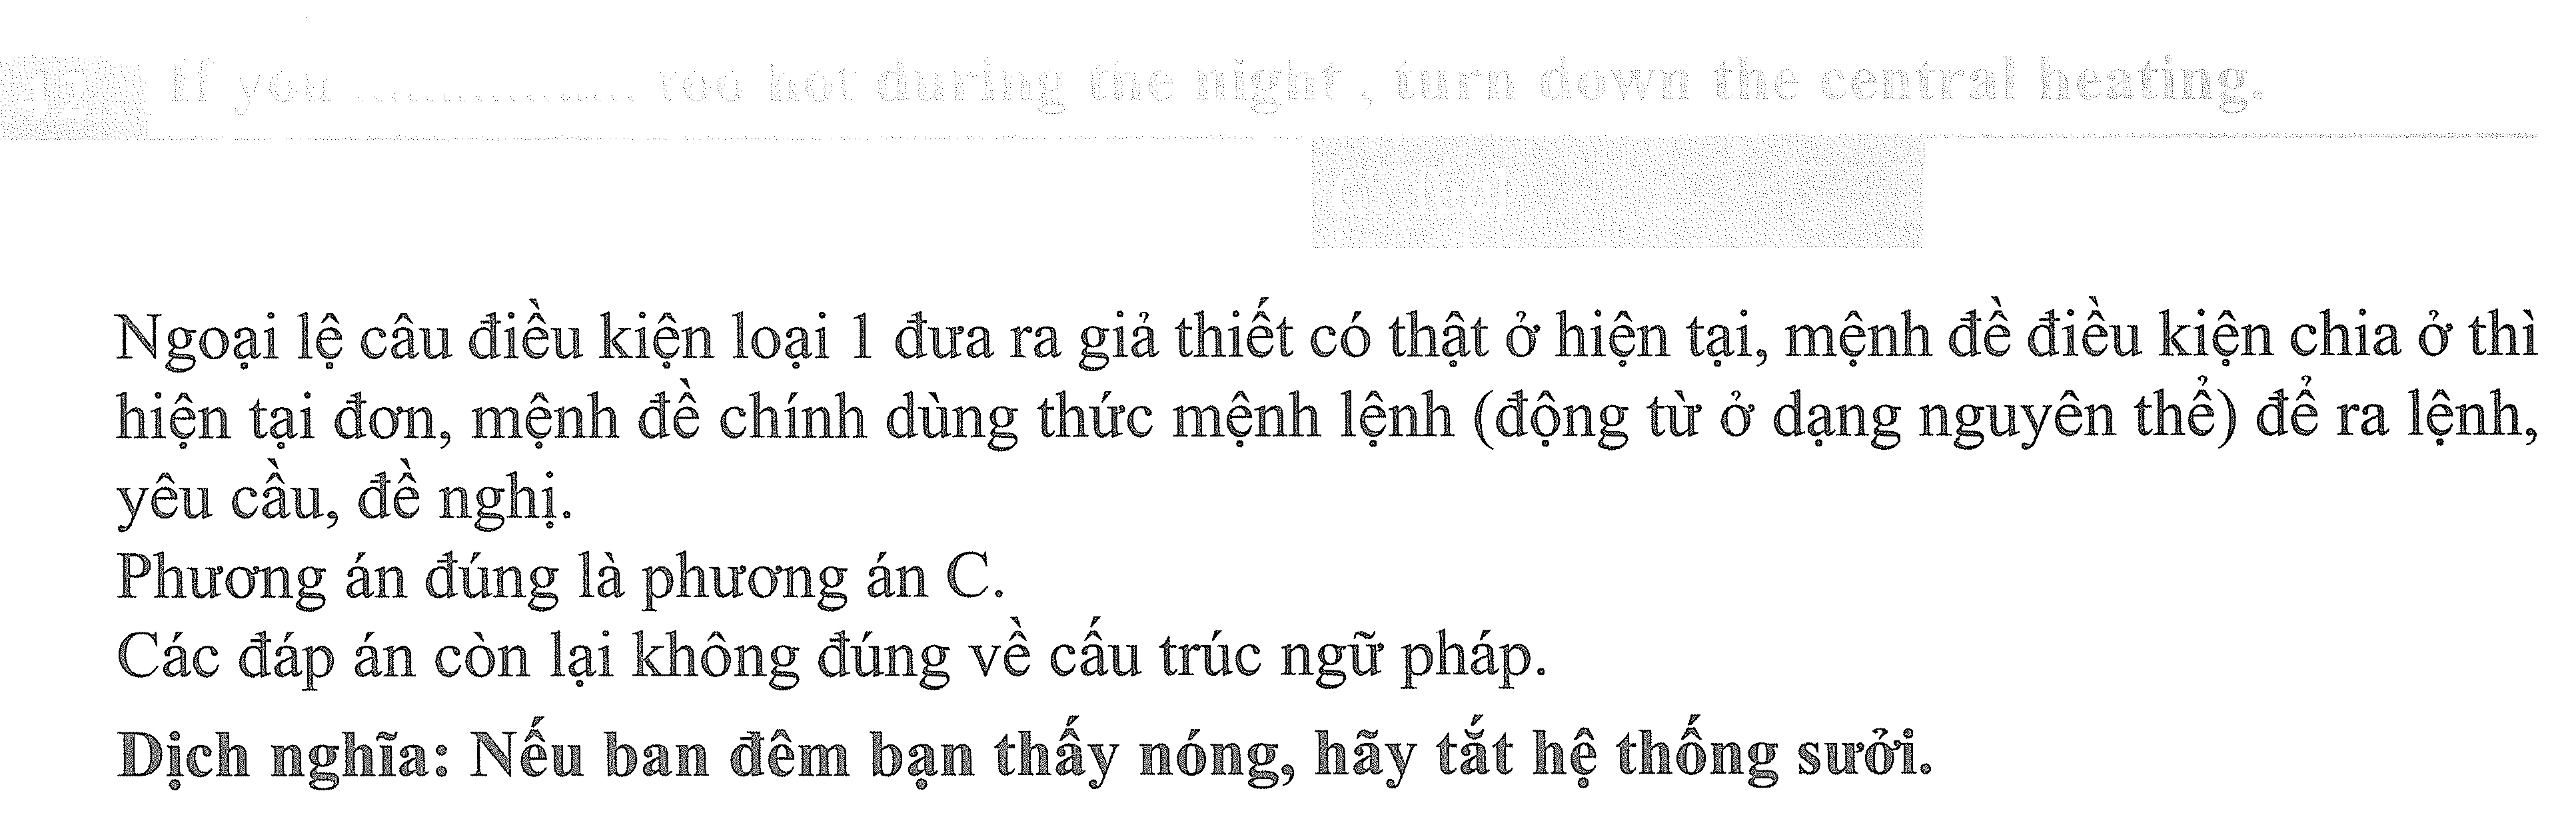 12 If you ................ too hot during the night , turn down the central heating.
C. feel
Ngoại lệ câu điều kiện loại 1 đưa ra giả thiết có thật ở hiện tại, mệnh đề điều kiện chia ở thì
hiện tại đơn, mệnh đề chính dùng thức mệnh lệnh (động từ ở dạng nguyên thể) để ra lệnh,
yêu cầu, đề nghị.
Phương án đúng là phương án C.
Các đáp án còn lại không đúng về cấu trúc ngữ pháp.
Dịch nghĩa: Nếu ban đêm bạn thấy nóng, hãy tắt hệ thống sưởi.